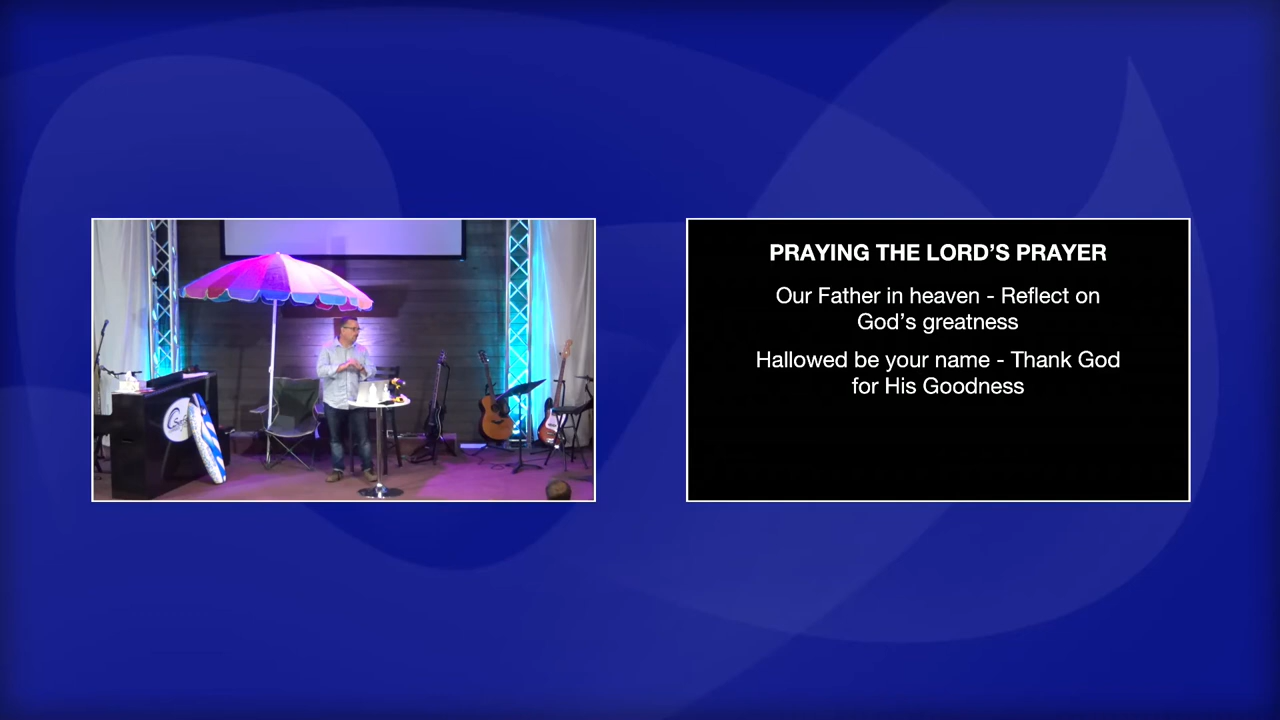 PRAYING THE LORD'S PRAYER
Our Father in heaven - Reflect on
God's greatness
Hallowed be your name - Thank God
for His Goodness